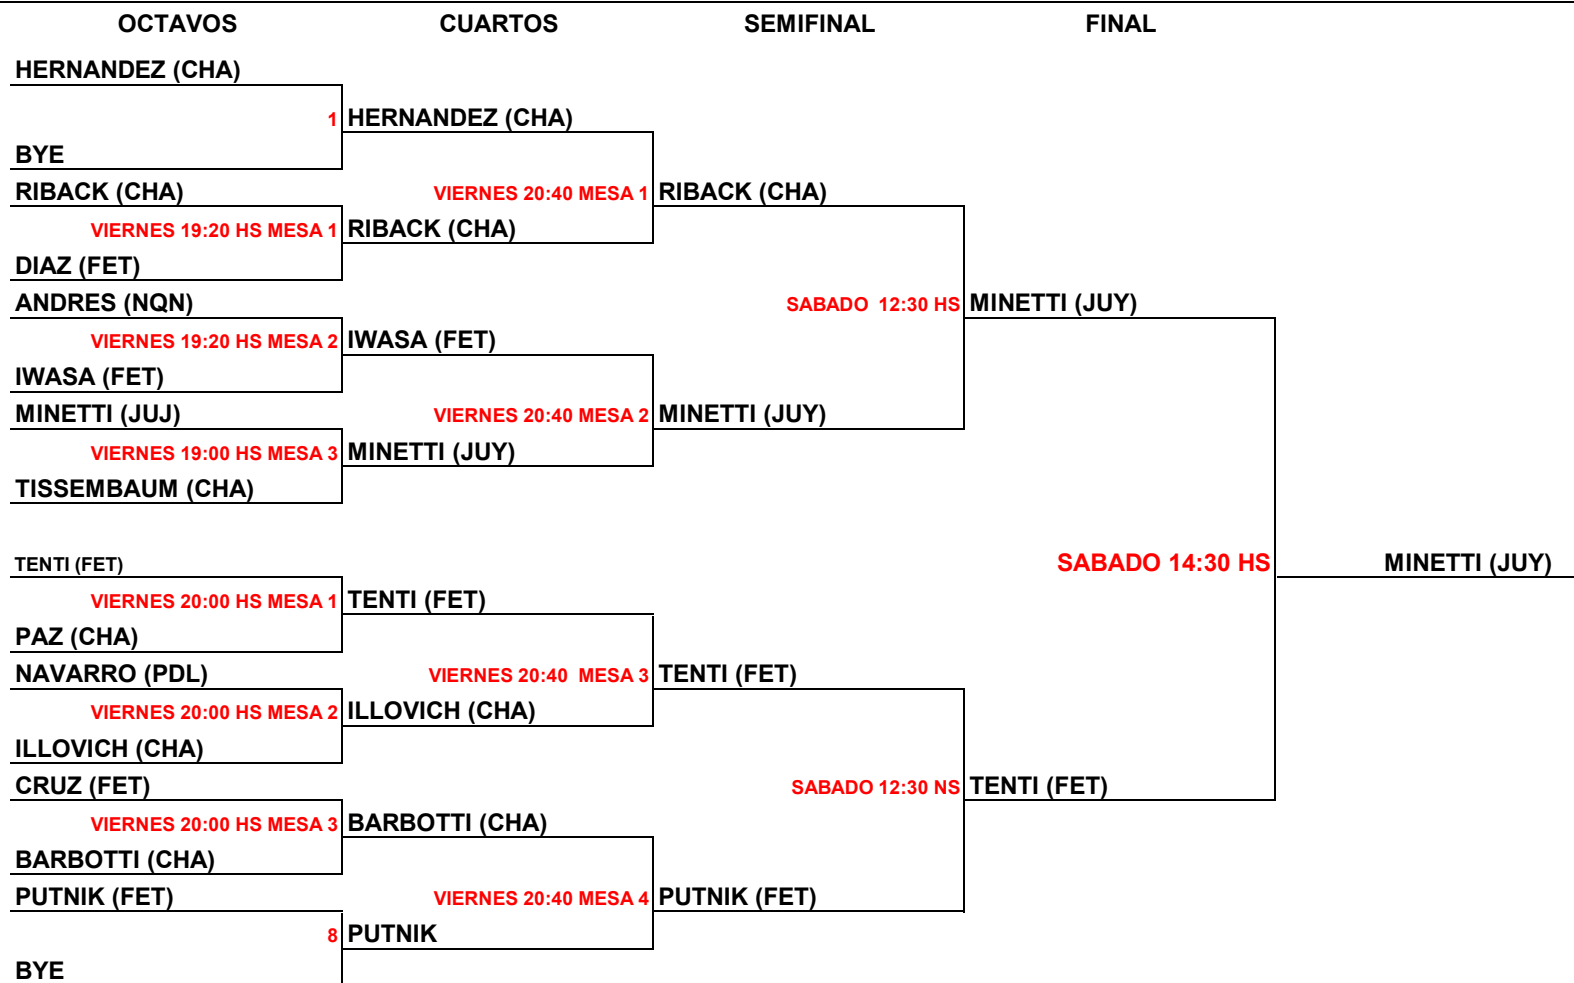 OCTAVOS CUARTOS SEMIFINAL FINAL
HERNANDEZ (CHA)
1 HERNANDEZ (CHA)
BYE
RIBACK (CHA) VIERNES 20:40 MESA 1 RIBACK (CHA)
VIERNES 19:20 HS MESA 1 RIBACK (CHA)
DIAZ (FET)
ANDRES (NQN) SABADO  12:30 HS MINETTI (JUY)
VIERNES 19:20 HS MESA 2 IWASA (FET)
IWASA (FET)
MINETTI (JUJ) VIERNES 20:40 MESA 2 MINETTI (JUY)
VIERNES 19:00 HS MESA 3 MINETTI (JUY)
TISSEMBAUM (CHA)
TENTI (FET) SABADO 14:30 HS MINETTI (JUY)
VIERNES 20:00 HS MESA 1 TENTI (FET)
PAZ (CHA)
NAVARRO (PDL) VIERNES 20:40  MESA 3 TENTI (FET)
VIERNES 20:00 HS MESA 2 ILLOVICH (CHA)
ILLOVICH (CHA)
CRUZ (FET) SABADO 12:30 NS TENTI (FET)
VIERNES 20:00 HS MESA 3 BARBOTTI (CHA)
BARBOTTI (CHA)
PUTNIK (FET) VIERNES 20:40 MESA 4 PUTNIK (FET)
8 PUTNIK
BYE